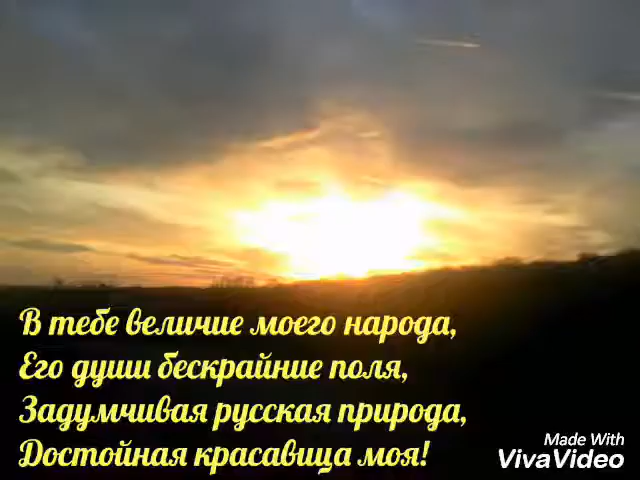 В тебе величие моего народа,
Его души бескрайние поля,
Задумчивая русская природа,
Достойная красавица моя!
Made With
VivaVideo